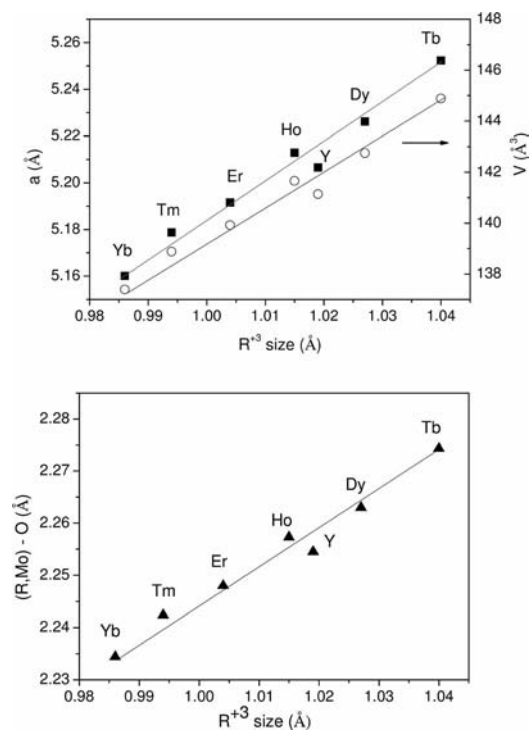 5.26
5.24
5.22
5.20
5.18
5.16
a (Å)
148
146
144
142
140
138
V (Å³)
Tb
Dy
Ho
Y
Er
Tm
Yb
0.98 0.99 1.00 1.01 1.02 1.03 1.04
R⁺³ size (Å)
2.28
2.27
2.26
2.25
2.24
2.23
(R,Mo) - O (Å)
Tb
Dy
Ho
Y
Er
Tm
Yb
0.98 0.99 1.00 1.01 1.02 1.03 1.04
R⁺³ size (Å)